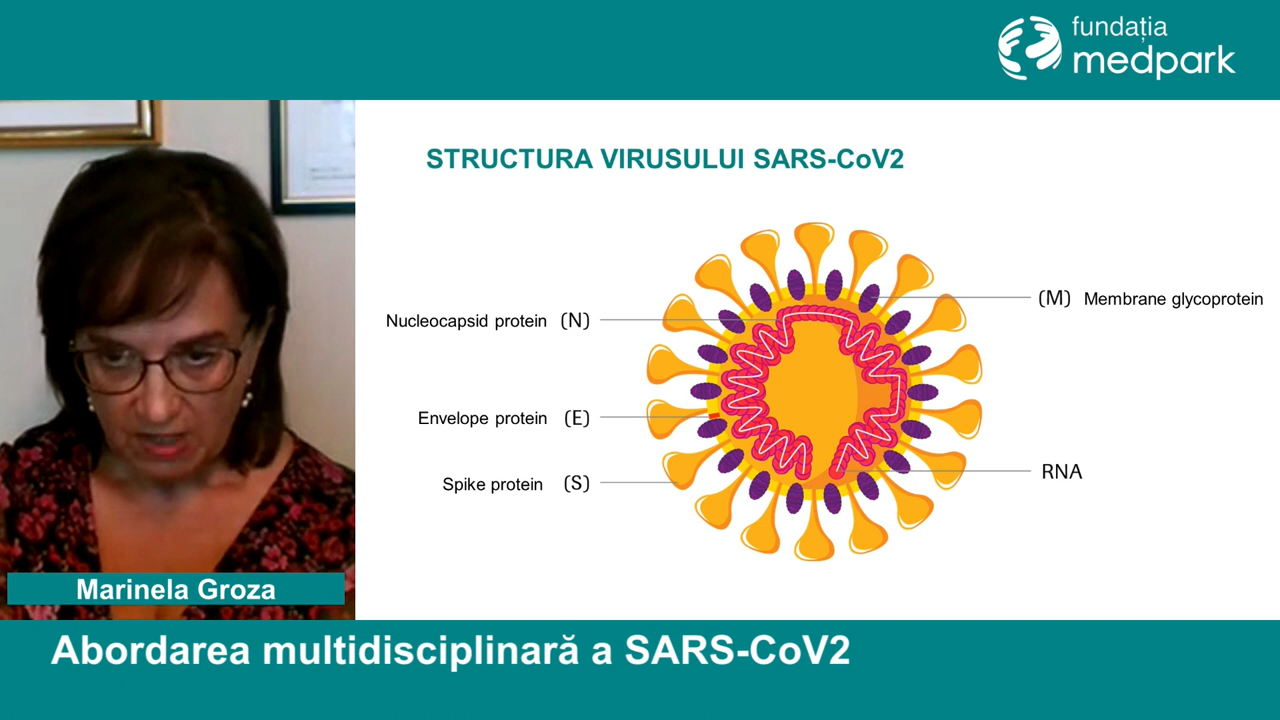 fundația
medpark
STRUCTURA VIRUSULUI SARS-CoV2
(M) Membrane glycoprotein
Nucleocapsid protein (N)
Envelope protein (E)
Spike protein (S)
RNA
Marinela Groza
Abordarea multidisciplinară a SARS-CoV2